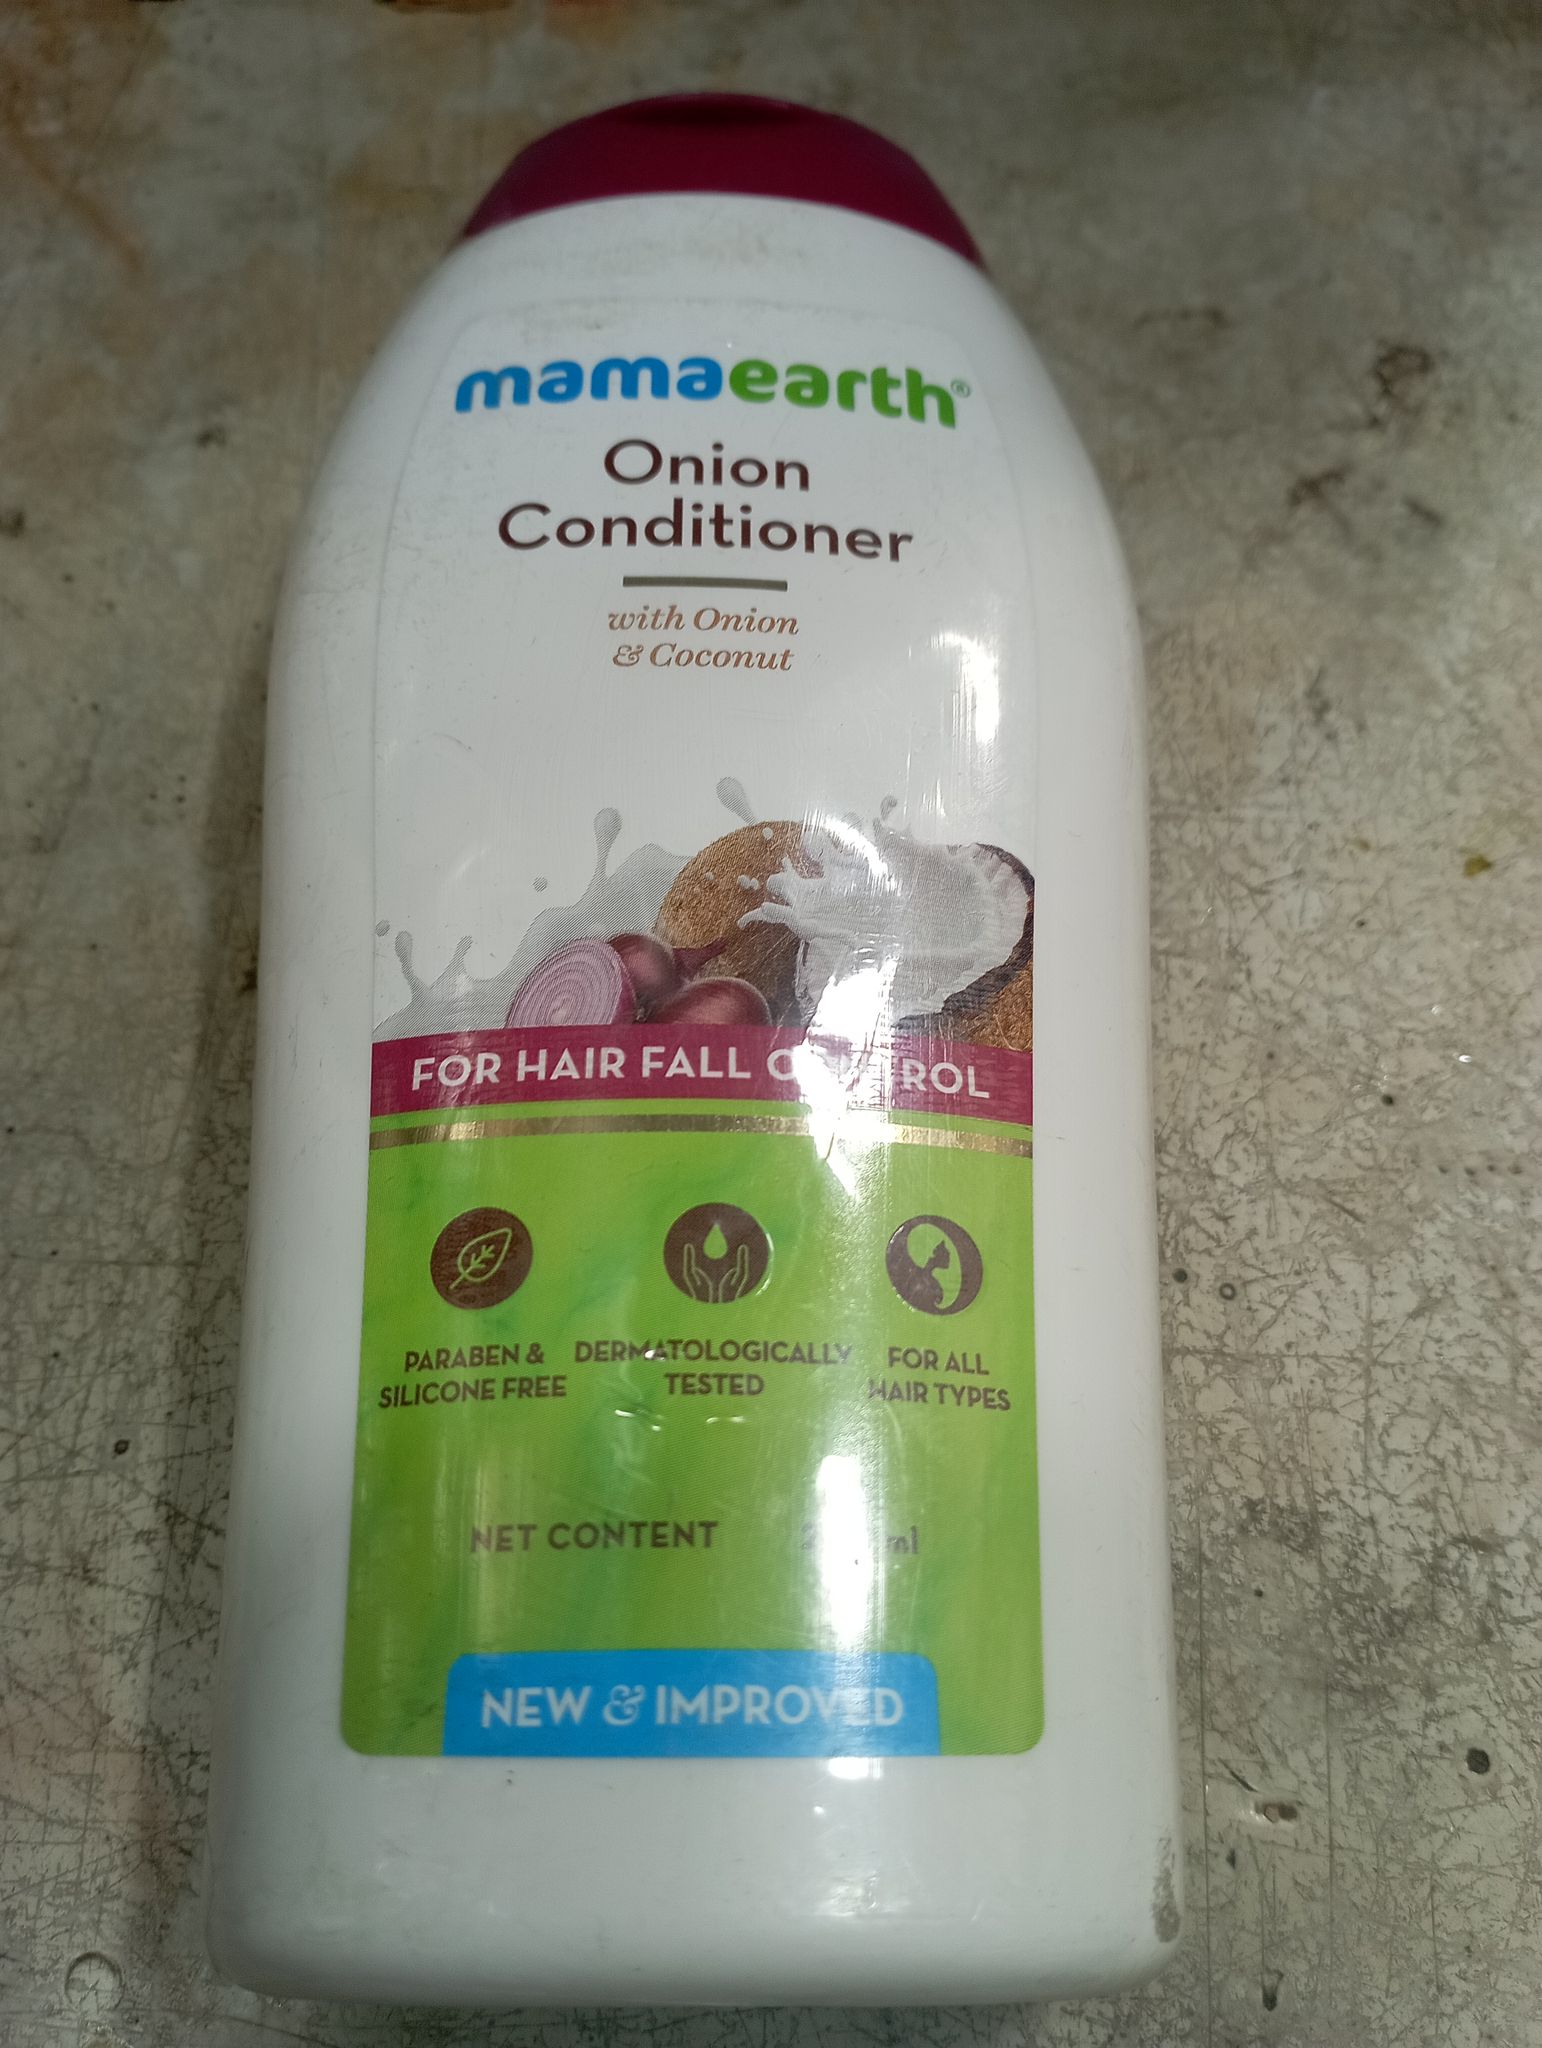 mamaearth®
Onion
Conditioner
with Onion
& Coconut
FOR HAIR FALL
PARABEN &
SILICONE FREE
DERMATOLOGICALLY
TESTED
FOR ALL
HAIR TYPES
NET CONTENT ml
NEW & IMPROVED